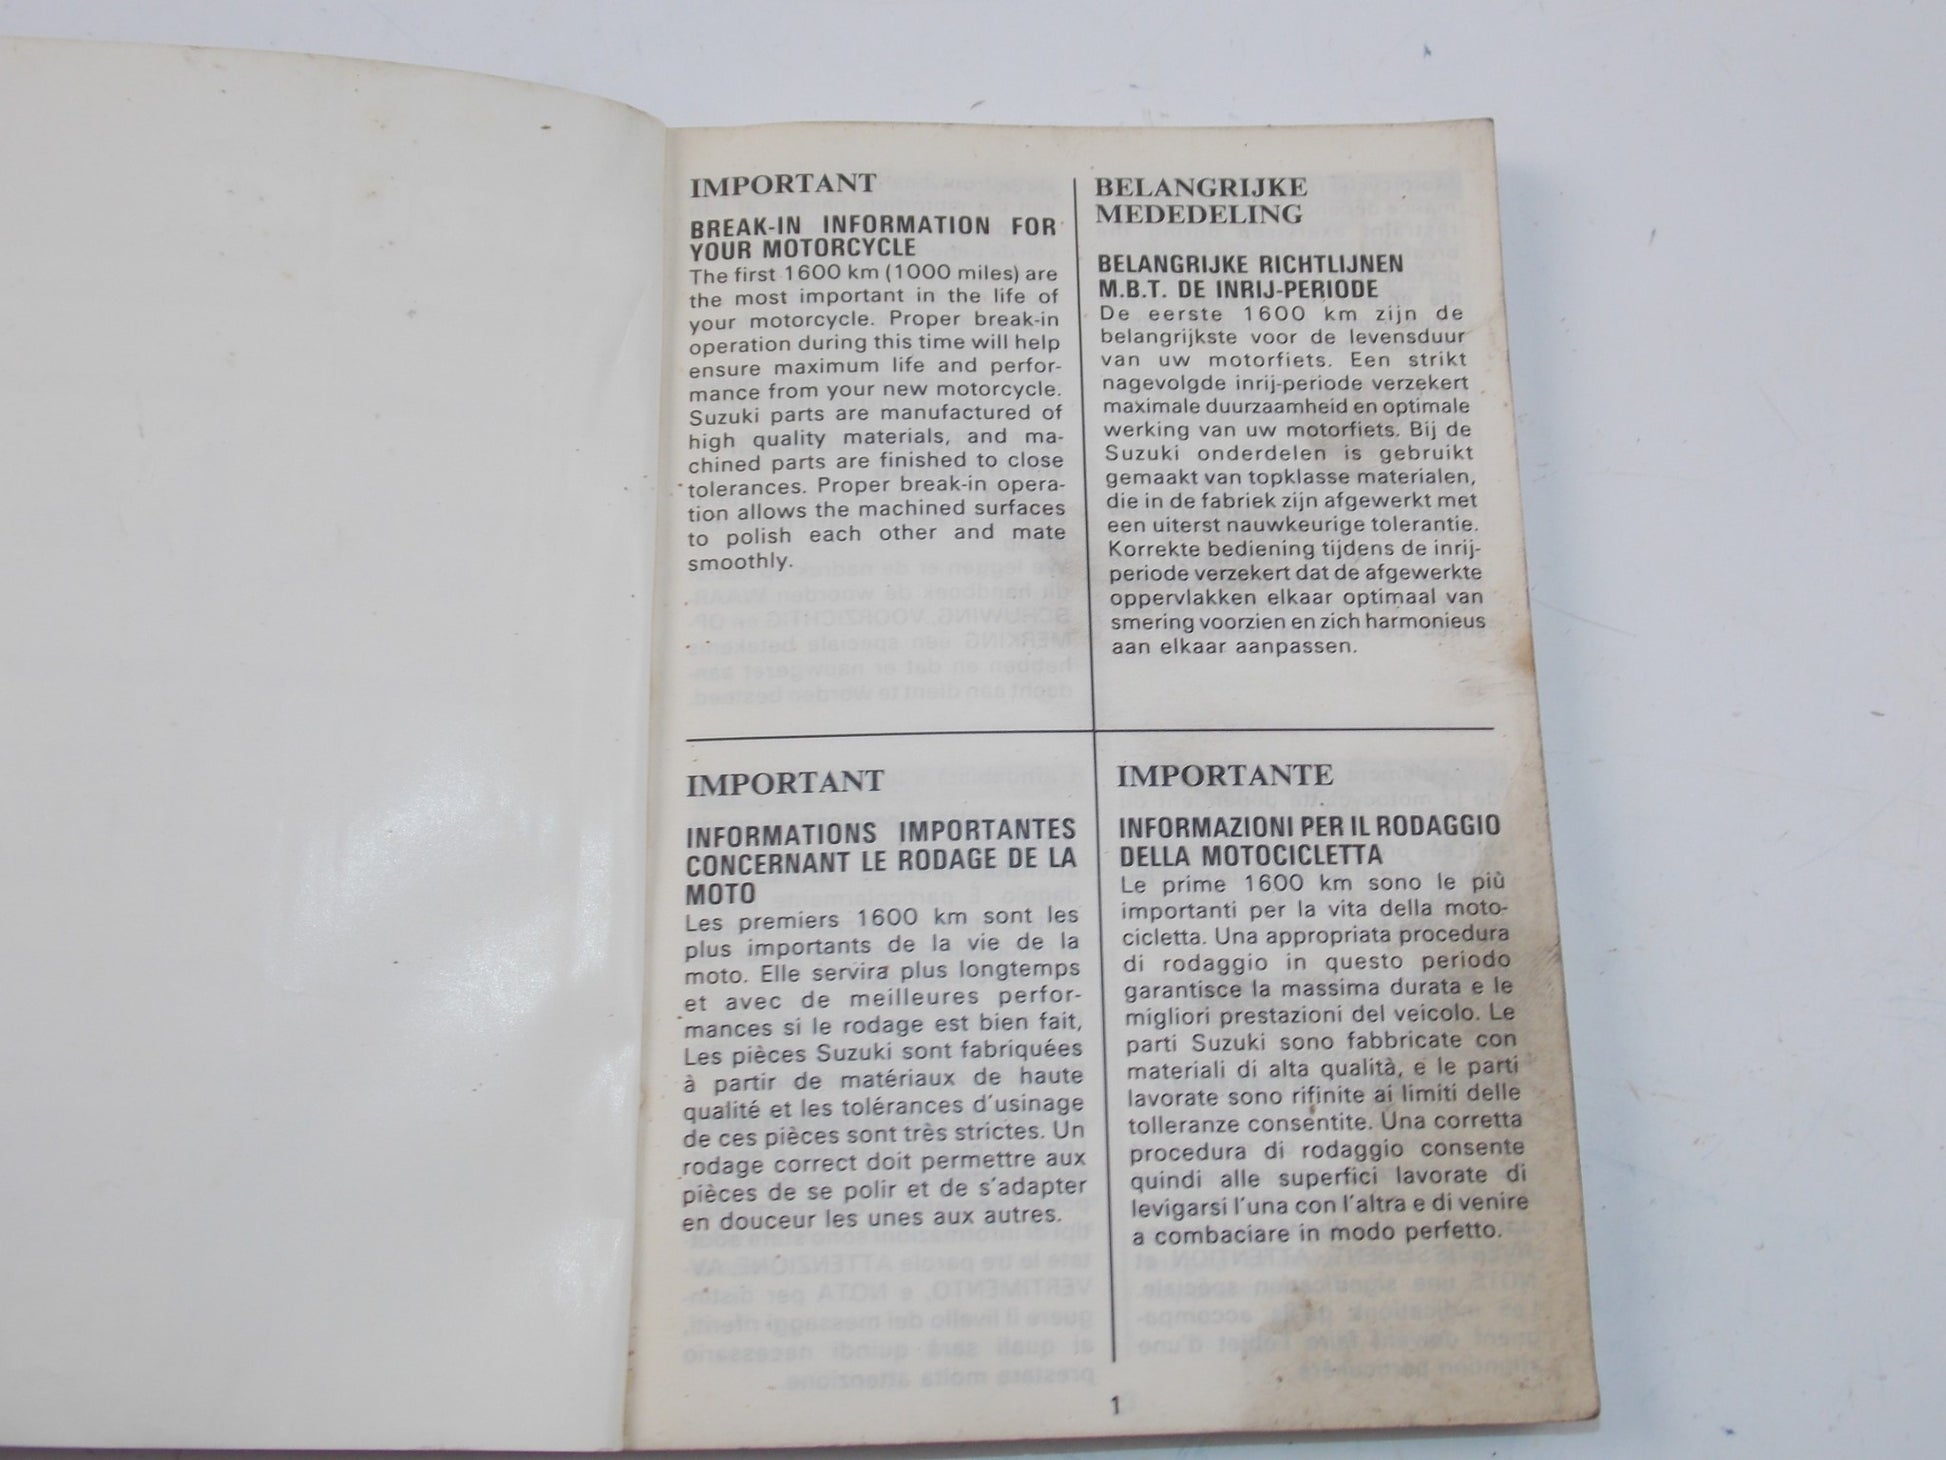 IMPORTANT
BREAK-IN INFORMATION FOR
YOUR MOTORCYCLE
The first 1600 km (1000 miles) are
the most important in the life of
your motorcycle. Proper break-in
operation during this time will help
ensure maximum life and perfor-
mance from your new motorcycle.
Suzuki parts are manufactured of
high quality materials, and ma-
chined parts are finished to close
tolerances. Proper break-in opera-
tion allows the machined surfaces
to polish each other and mate
smoothly.
BELANGRIJKE
MEDEDELING
BELANGRIJKE RICHTLIJNEN
M.B.T. DE INRIJ-PERIODE
De eerste 1600 km zijn de
belangrijkste voor de levensduur
van uw motorfiets. Een strikt
nagevolgde inrij-periode verzekert
maximale duurzaamheid en optimale
werking van uw motorfiets. Bij de
Suzuki onderdelen is gebruikt
gemaakt van topklasse materialen,
die in de fabriek zijn afgewerkt met
een uiterst nauwkeurige tolerantie.
Korrekte bediening tijdens de inrij-
periode verzekert dat de afgewerkte
oppervlakken elkaar optimaal van
smering voorzien en zich harmonieus
aan elkaar aanpassen.
IMPORTANT
INFORMATIONS IMPORTANTES
CONCERNANT LE RODAGE DE LA
MOTO
Les premiers 1600 km sont les
plus importants de la vie de la
moto. Elle servira plus longtemps
et avec de meilleures perfor-
mances si le rodage est bien fait,
Les pièces Suzuki sont fabriquées
à partir de matériaux de haute
qualité et les tolérances d'usinage
de ces pièces sont très strictes. Un
rodage correct doit permettre aux
pièces de se polir et de s'adapter
en douceur les unes aux autres.
IMPORTANTE
INFORMAZIONI PER IL RODAGGIO
DELLA MOTOCICLETTA
Le prime 1600 km sono le più
importanti per la vita della moto-
cicletta. Una appropriata procedura
di rodaggio in questo periodo
garantisce la massima durata e le
migliori prestazioni del veicolo. Le
parti Suzuki sono fabbricate con
materiali di alta qualità, e le parti
lavorate sono rifinite ai limiti delle
tolleranze consentite. Una corretta
procedura di rodaggio consente
quindi alle superfici lavorate di
levigarsi l'una con l'altra e di venire
a combaciare in modo perfetto.
1